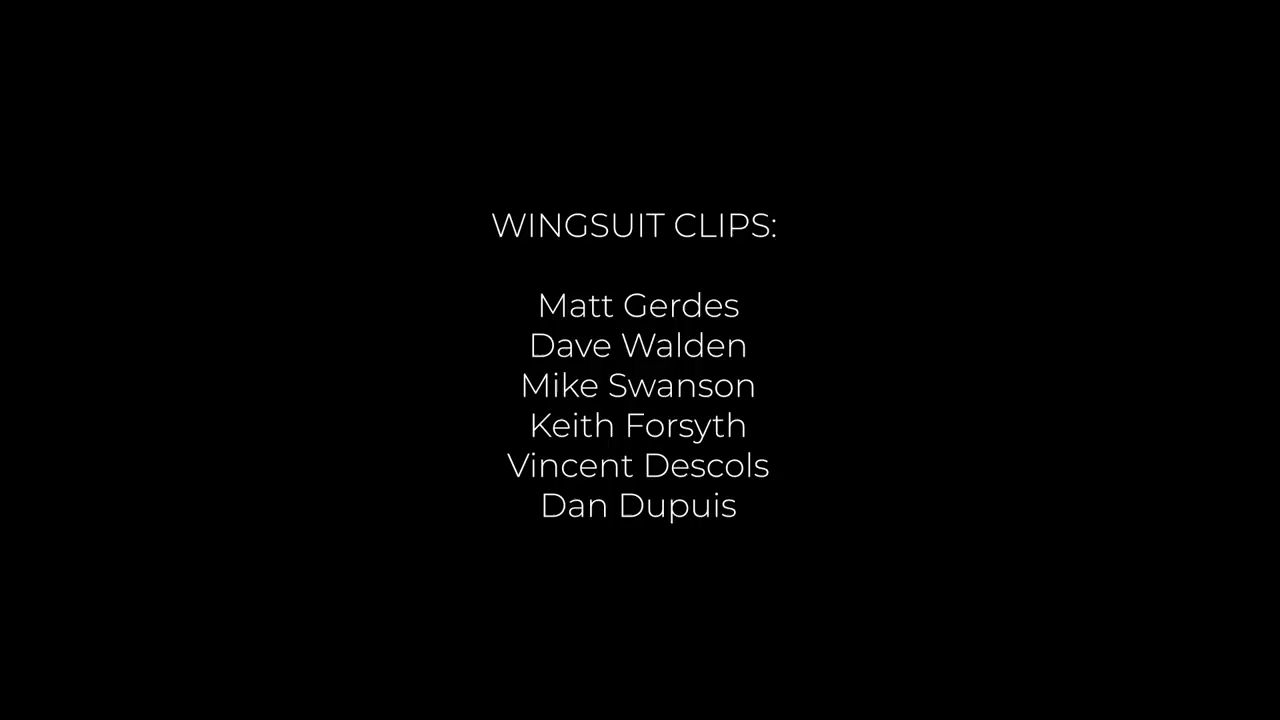 WINGSUIT CLIPS:
Matt Gerdes
Dave Walden
Mike Swanson
Keith Forsyth
Vincent Descols
Dan Dupuis